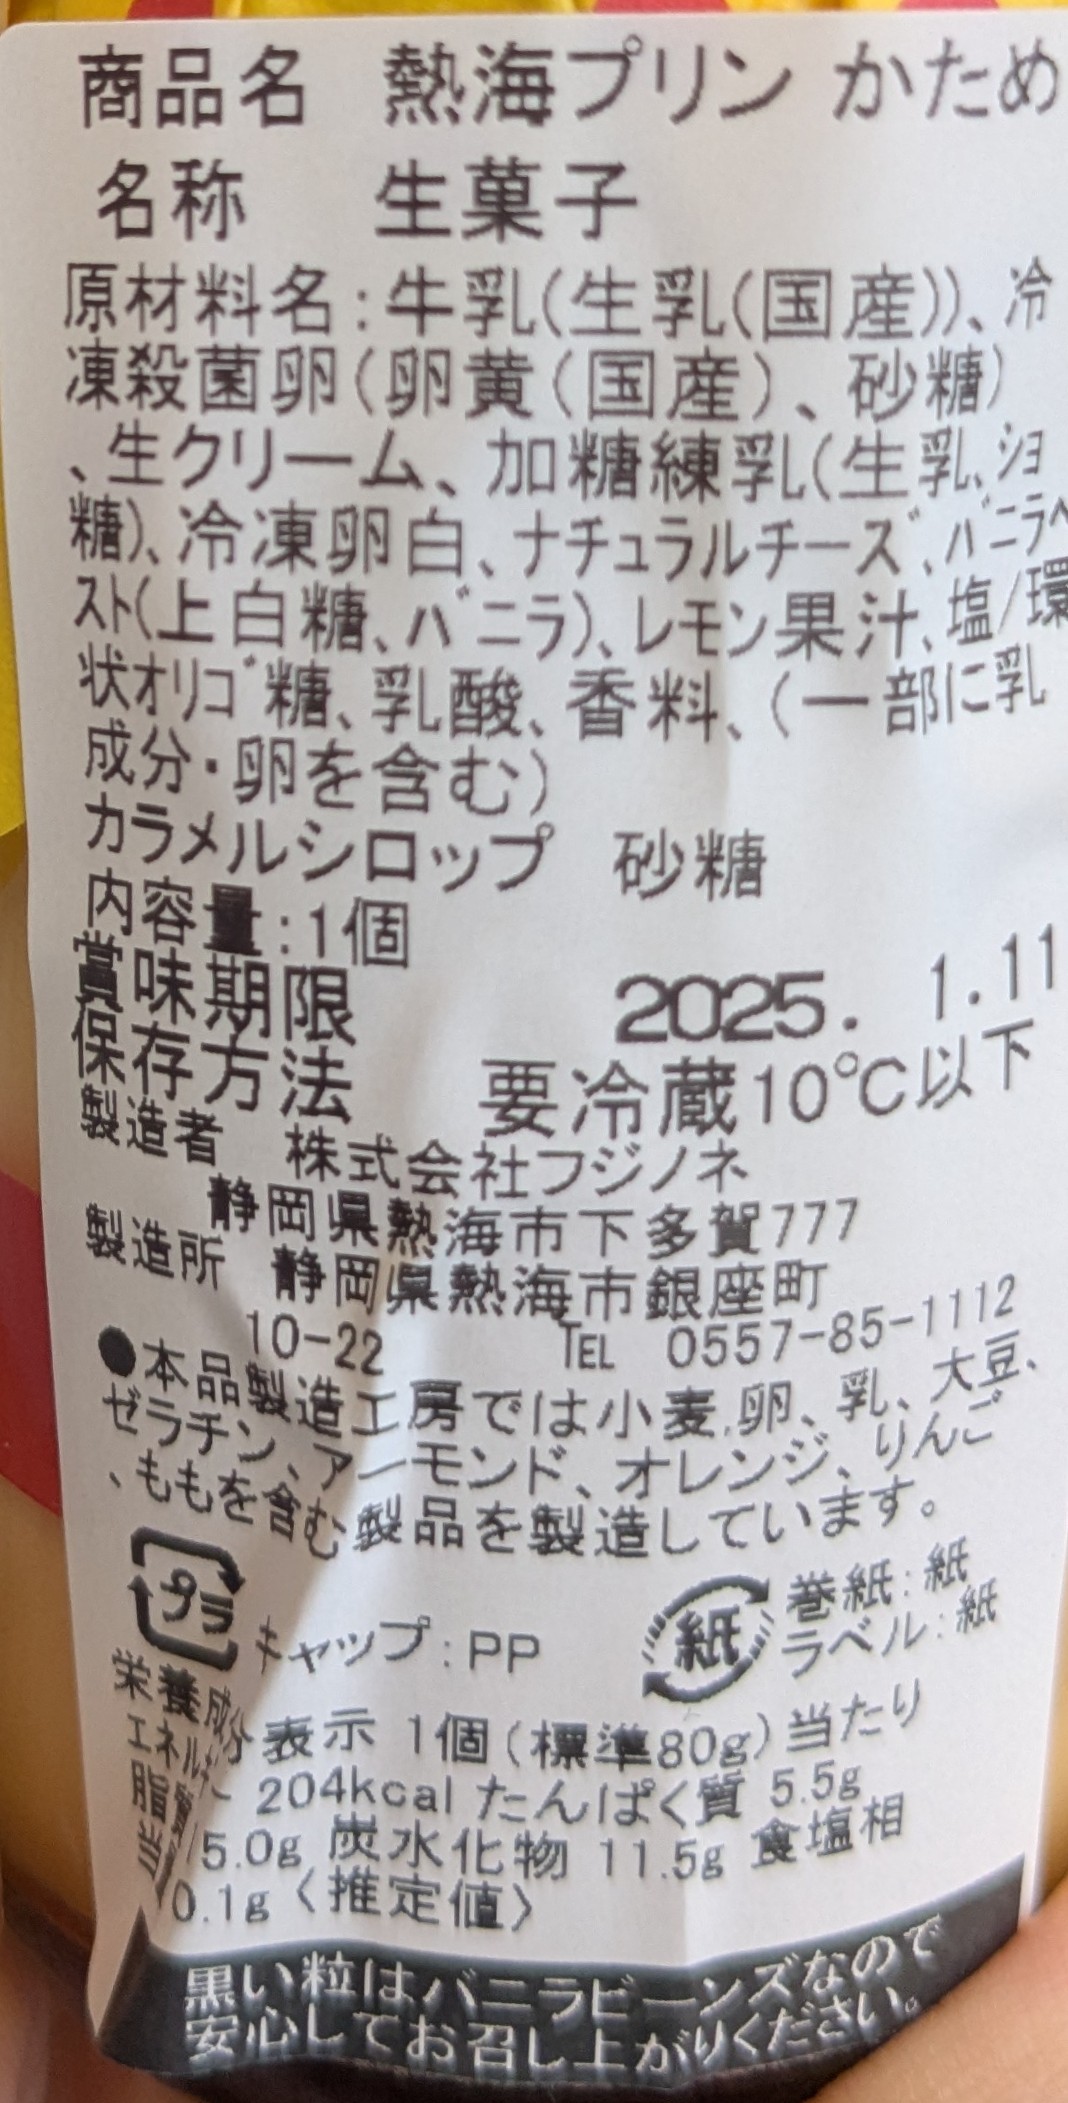 商品名 熱海プリン かため
名称 生菓子
原材料名:牛乳(生乳(国産))、冷
凍殺菌卵(卵黄(国産)、砂糖)
、生クリーム、加糖練乳(生乳、ショ
糖)、冷凍卵白、ナチュラルチーズ、バニラペ
スト(上白糖、バニラ)、レモン果汁、塩/環
状オリゴ糖、乳酸、香料、(一部に乳
成分・卵を含む)
カラメルシロップ 砂糖
内容量:1個
賞味期限 2025. 1.11
保存方法 要冷蔵10℃以下
製造者 株式会社フジノネ
静岡県熱海市下多賀777
製造所 静岡県熱海市銀座町
10-22 TEL 0557-85-1112
●本品製造工房では小麦、卵、乳、大豆、
ゼラチン、アーモンド、オレンジ、りんご
、ももを含む製品を製造しています。
プラ キャップ:PP
紙 巻紙:紙
ラベル:紙
栄養成分表示 1個(標準80g)当たり
エネルギー 204kcal たんぱく質 5.5g
脂質15.0g 炭水化物 11.5g 食塩相
当量0.1g〈推定値〉
黒い粒はバニラビーンズなので
安心してお召し上がりください。